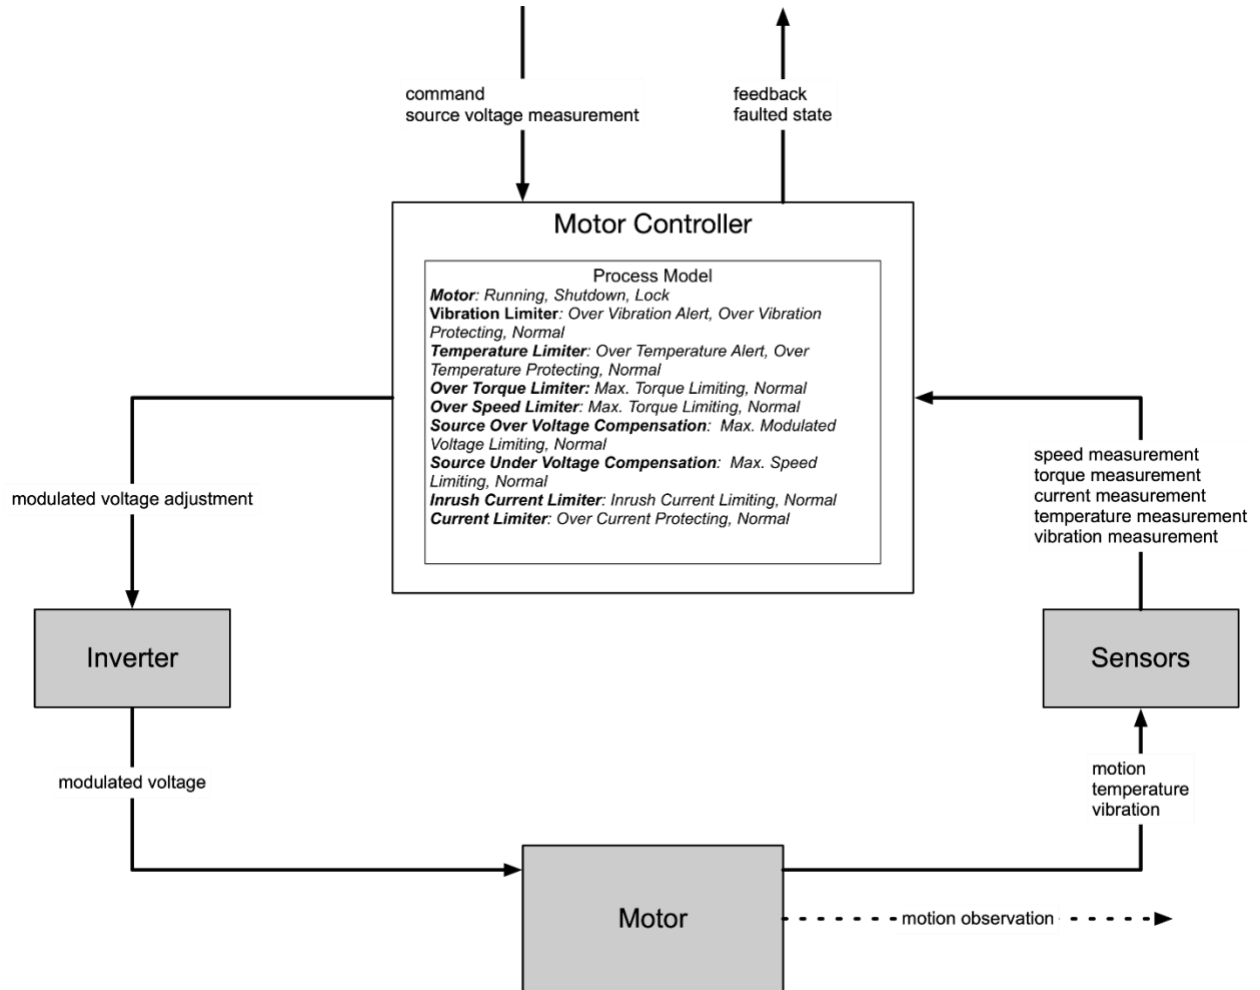 command
source voltage measurement
feedback
faulted state
Motor Controller
Process Model
Motor: Running, Shutdown, Lock
Vibration Limiter: Over Vibration Alert, Over Vibration
Protecting, Normal
Temperature Limiter: Over Temperature Alert, Over
Temperature Protecting, Normal
Over Torque Limiter: Max. Torque Limiting, Normal
Over Speed Limiter: Max. Torque Limiting, Normal
Source Over Voltage Compensation: Max. Modulated
Voltage Limiting, Normal
Source Under Voltage Compensation: Max. Speed
Limiting, Normal
Inrush Current Limiter: Inrush Current Limiting, Normal
Current Limiter: Over Current Protecting, Normal
modulated voltage adjustment
speed measurement
torque measurement
current measurement
temperature measurement
vibration measurement
Inverter
Sensors
modulated voltage
motion
temperature
vibration
Motor
motion observation